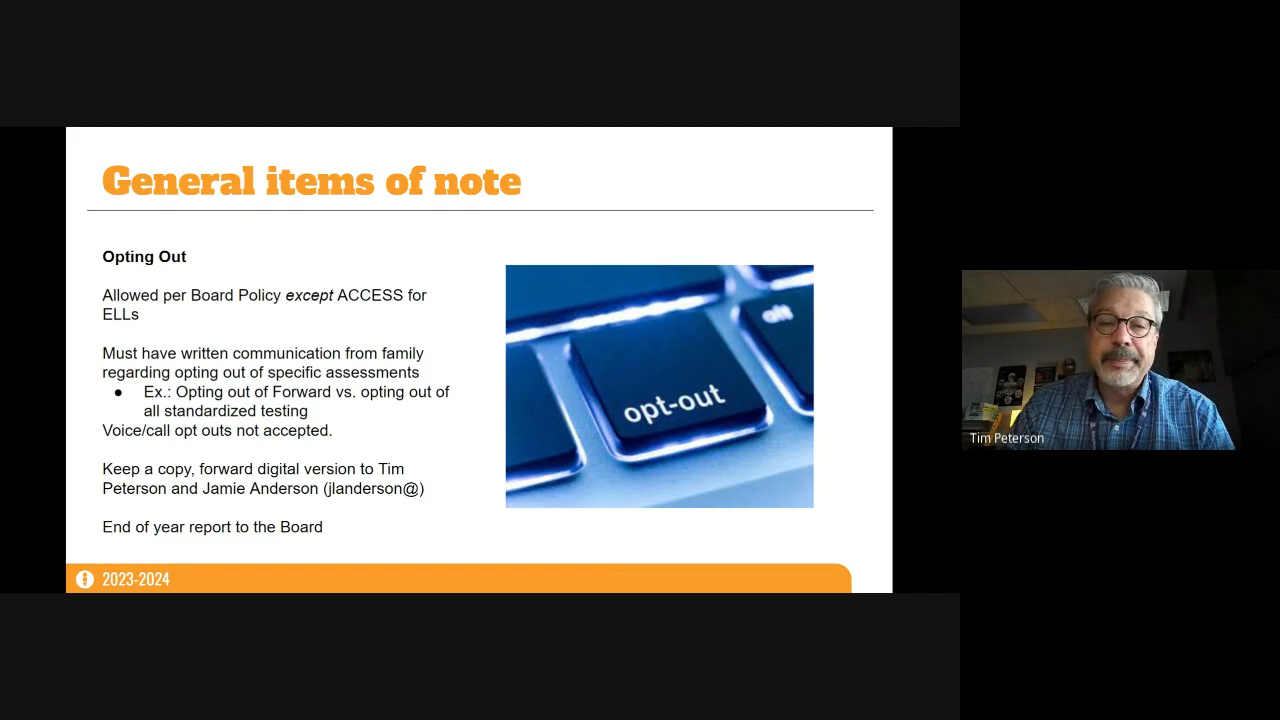 General items of note
Opting Out
Allowed per Board Policy except ACCESS for
ELLs
Must have written communication from family
regarding opting out of specific assessments
● Ex.: Opting out of Forward vs. opting out of
all standardized testing
Voice/call opt outs not accepted.
Keep a copy, forward digital version to Tim
Peterson and Jamie Anderson (jlanderson@)
End of year report to the Board
opt-out
alt
2023-2024
Tim Peterson